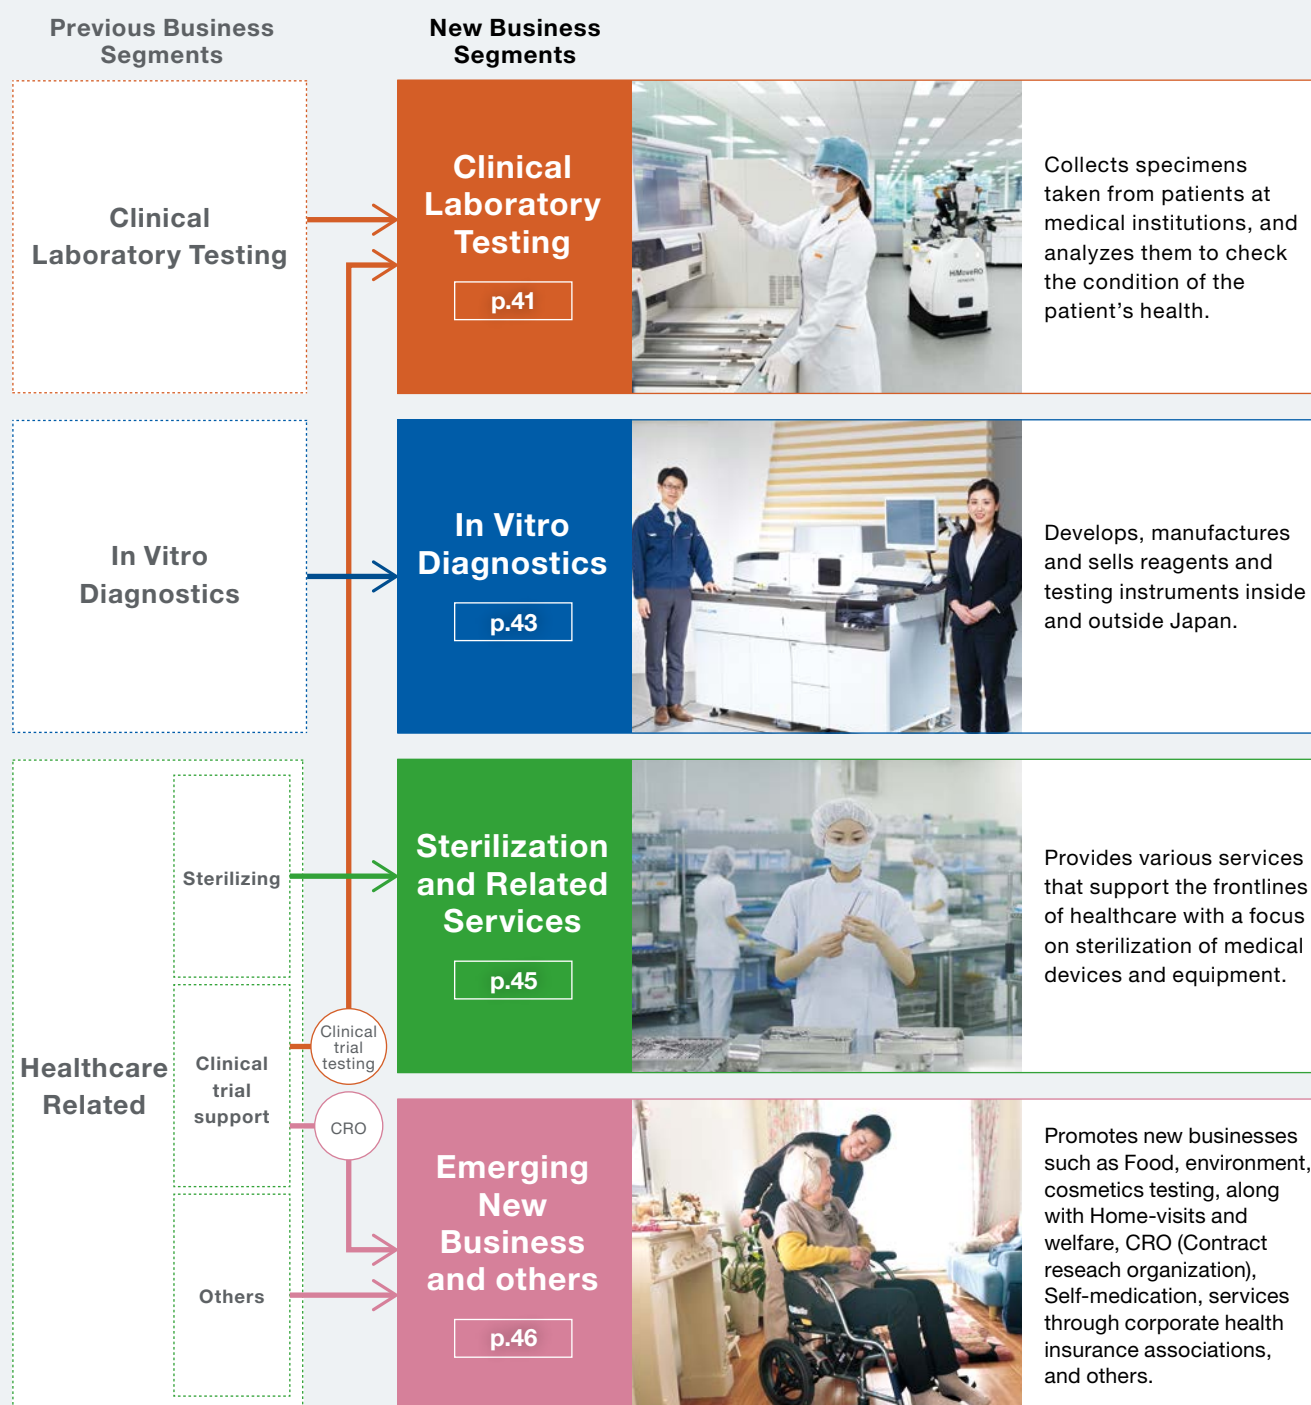 Previous Business
Segments
New Business
Segments
Clinical
Laboratory Testing
Clinical
Laboratory
Testing
p.41
HiMoveRO
Collects specimens
taken from patients at
medical institutions, and
analyzes them to check
the condition of the
patient’s health.
In Vitro
Diagnostics
In Vitro
Diagnostics
p.43
Develops, manufactures
and sells reagents and
testing instruments inside
and outside Japan.
Healthcare
Related
Sterilizing
Clinical
trial
support
Others
Clinical
trial
testing
CRO
Sterilization
and Related
Services
p.45
Provides various services
that support the frontlines
of healthcare with a focus
on sterilization of medical
devices and equipment.
Emerging
New
Business
and others
p.46
Promotes new businesses
such as Food, environment,
cosmetics testing, along
with Home-visits and
welfare, CRO (Contract
reseach organization),
Self-medication, services
through corporate health
insurance associations,
and others.